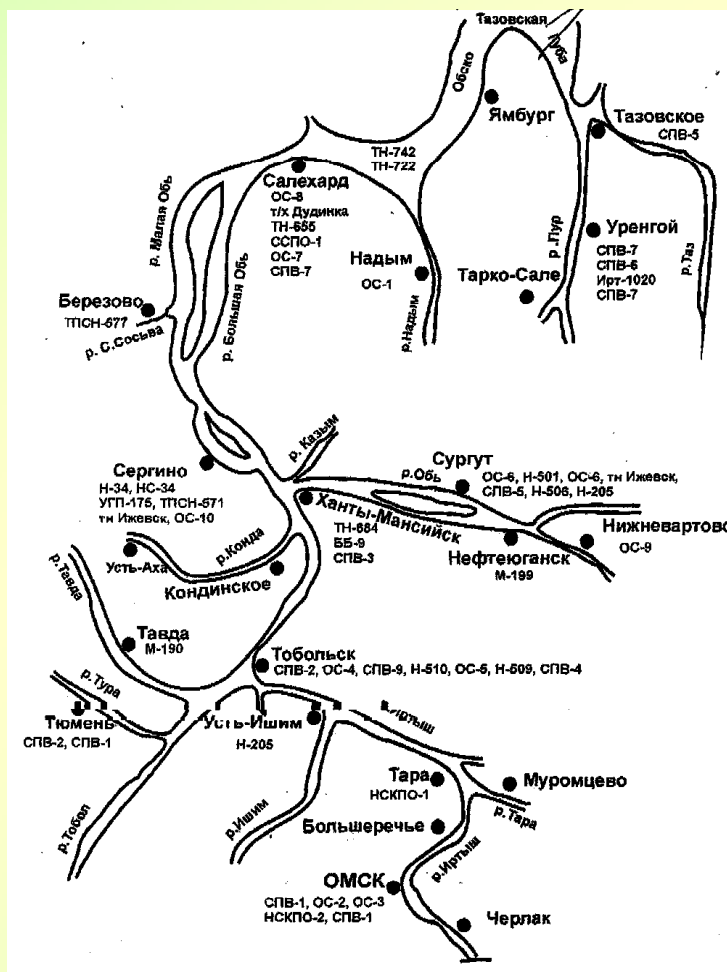 Тазовская
Губа
Обско
Ямбург
Тазовское
СПВ-5
ТН-742
ТН-722
Салехард
ОС-8
т/х Дудинка
ТН-655
ССПО-1
ОС-7
СПВ-7
р. Малая Обь
р. Большая Обь
Надым
ОС-1
р.Надым
Тарко-Сале
р.Пур
Уренгой
СПВ-7
СПВ-6
Ирт-1020
СПВ-7
р.Таз
Березово
ТПСН-677
р. С.Сосьва
р. Казым
Сергино
Н-34, НС-34
УГП-175, ТПСН-671
тн Ижевск, ОС-10
р.Обь
Сургут
ОС-6, Н-501, ОС-6, тн Ижевск,
СПВ-5, Н-506, Н-205
Ханты-Мансийск
ТН-664
ББ-9
СПВ-3
Нефтеюганск
М-199
Нижневартовс
ОС-9
р.Конда
Усть-Аха
Кондинское
р.Тавда
Тавда
М-190
Тобольск
СПВ-2, ОС-4, СПВ-9, Н-510, ОС-5, Н-509, СПВ-4
р.Тура
Тюмень
СПВ-2, СПВ-1
Усть-Ишим
Н-205
Иртыш
р.Тобол
р.Ишим
Тара
НСКПО-1
Муромцево
р.Тара
Большеречье
р.Иртыш
ОМСК
СПВ-1, ОС-2, ОС-3
НСКПО-2, СПВ-1
Черлак